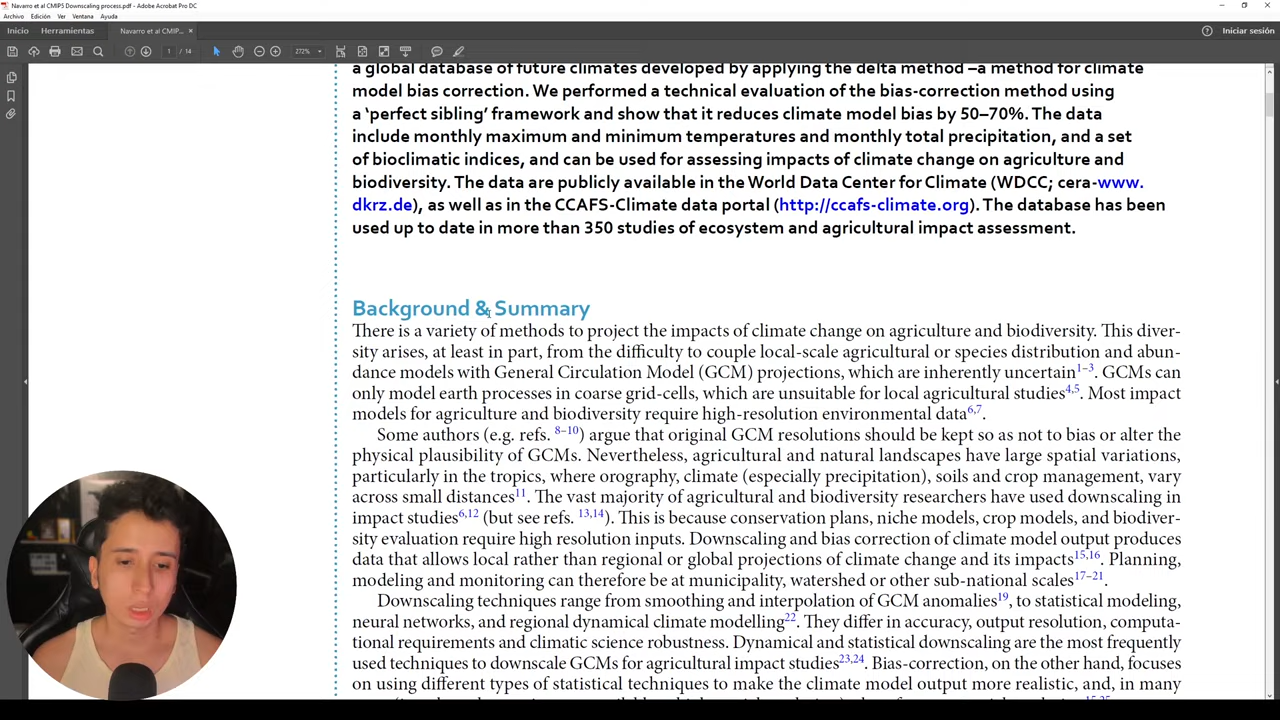 Navarro et al CMIP5 Downscaling process.pdf - Adobe Acrobat Pro DC
Archivo Edición Ver Ventana Ayuda
Inicio Herramientas Navarro et al CMIP... × Iniciar sesión
1 / 14 272%
a global database of future climates developed by applying the delta method –a method for climate
model bias correction. We performed a technical evaluation of the bias-correction method using
a ‘perfect sibling’ framework and show that it reduces climate model bias by 50–70%. The data
include monthly maximum and minimum temperatures and monthly total precipitation, and a set
of bioclimatic indices, and can be used for assessing impacts of climate change on agriculture and
biodiversity. The data are publicly available in the World Data Center for Climate (WDCC; cera-www.
dkrz.de), as well as in the CCAFS-Climate data portal (http://ccafs-climate.org). The database has been
used up to date in more than 350 studies of ecosystem and agricultural impact assessment.
Background & Summary
There is a variety of methods to project the impacts of climate change on agriculture and biodiversity. This diver-
sity arises, at least in part, from the difficulty to couple local-scale agricultural or species distribution and abun-
dance models with General Circulation Model (GCM) projections, which are inherently uncertain1–3. GCMs can
only model earth processes in coarse grid-cells, which are unsuitable for local agricultural studies4,5. Most impact
models for agriculture and biodiversity require high-resolution environmental data6,7.
Some authors (e.g. refs. 8–10) argue that original GCM resolutions should be kept so as not to bias or alter the
physical plausibility of GCMs. Nevertheless, agricultural and natural landscapes have large spatial variations,
particularly in the tropics, where orography, climate (especially precipitation), soils and crop management, vary
across small distances11. The vast majority of agricultural and biodiversity researchers have used downscaling in
impact studies6,12 (but see refs. 13,14). This is because conservation plans, niche models, crop models, and biodiver-
sity evaluation require high resolution inputs. Downscaling and bias correction of climate model output produces
data that allows local rather than regional or global projections of climate change and its impacts15,16. Planning,
modeling and monitoring can therefore be at municipality, watershed or other sub-national scales17–21.
Downscaling techniques range from smoothing and interpolation of GCM anomalies19, to statistical modeling,
neural networks, and regional dynamical climate modelling22. They differ in accuracy, output resolution, computa-
tional requirements and climatic science robustness. Dynamical and statistical downscaling are the most frequently
used techniques to downscale GCMs for agricultural impact studies23,24. Bias-correction, on the other hand, focuses
on using different types of statistical techniques to make the climate model output more realistic, and, in many